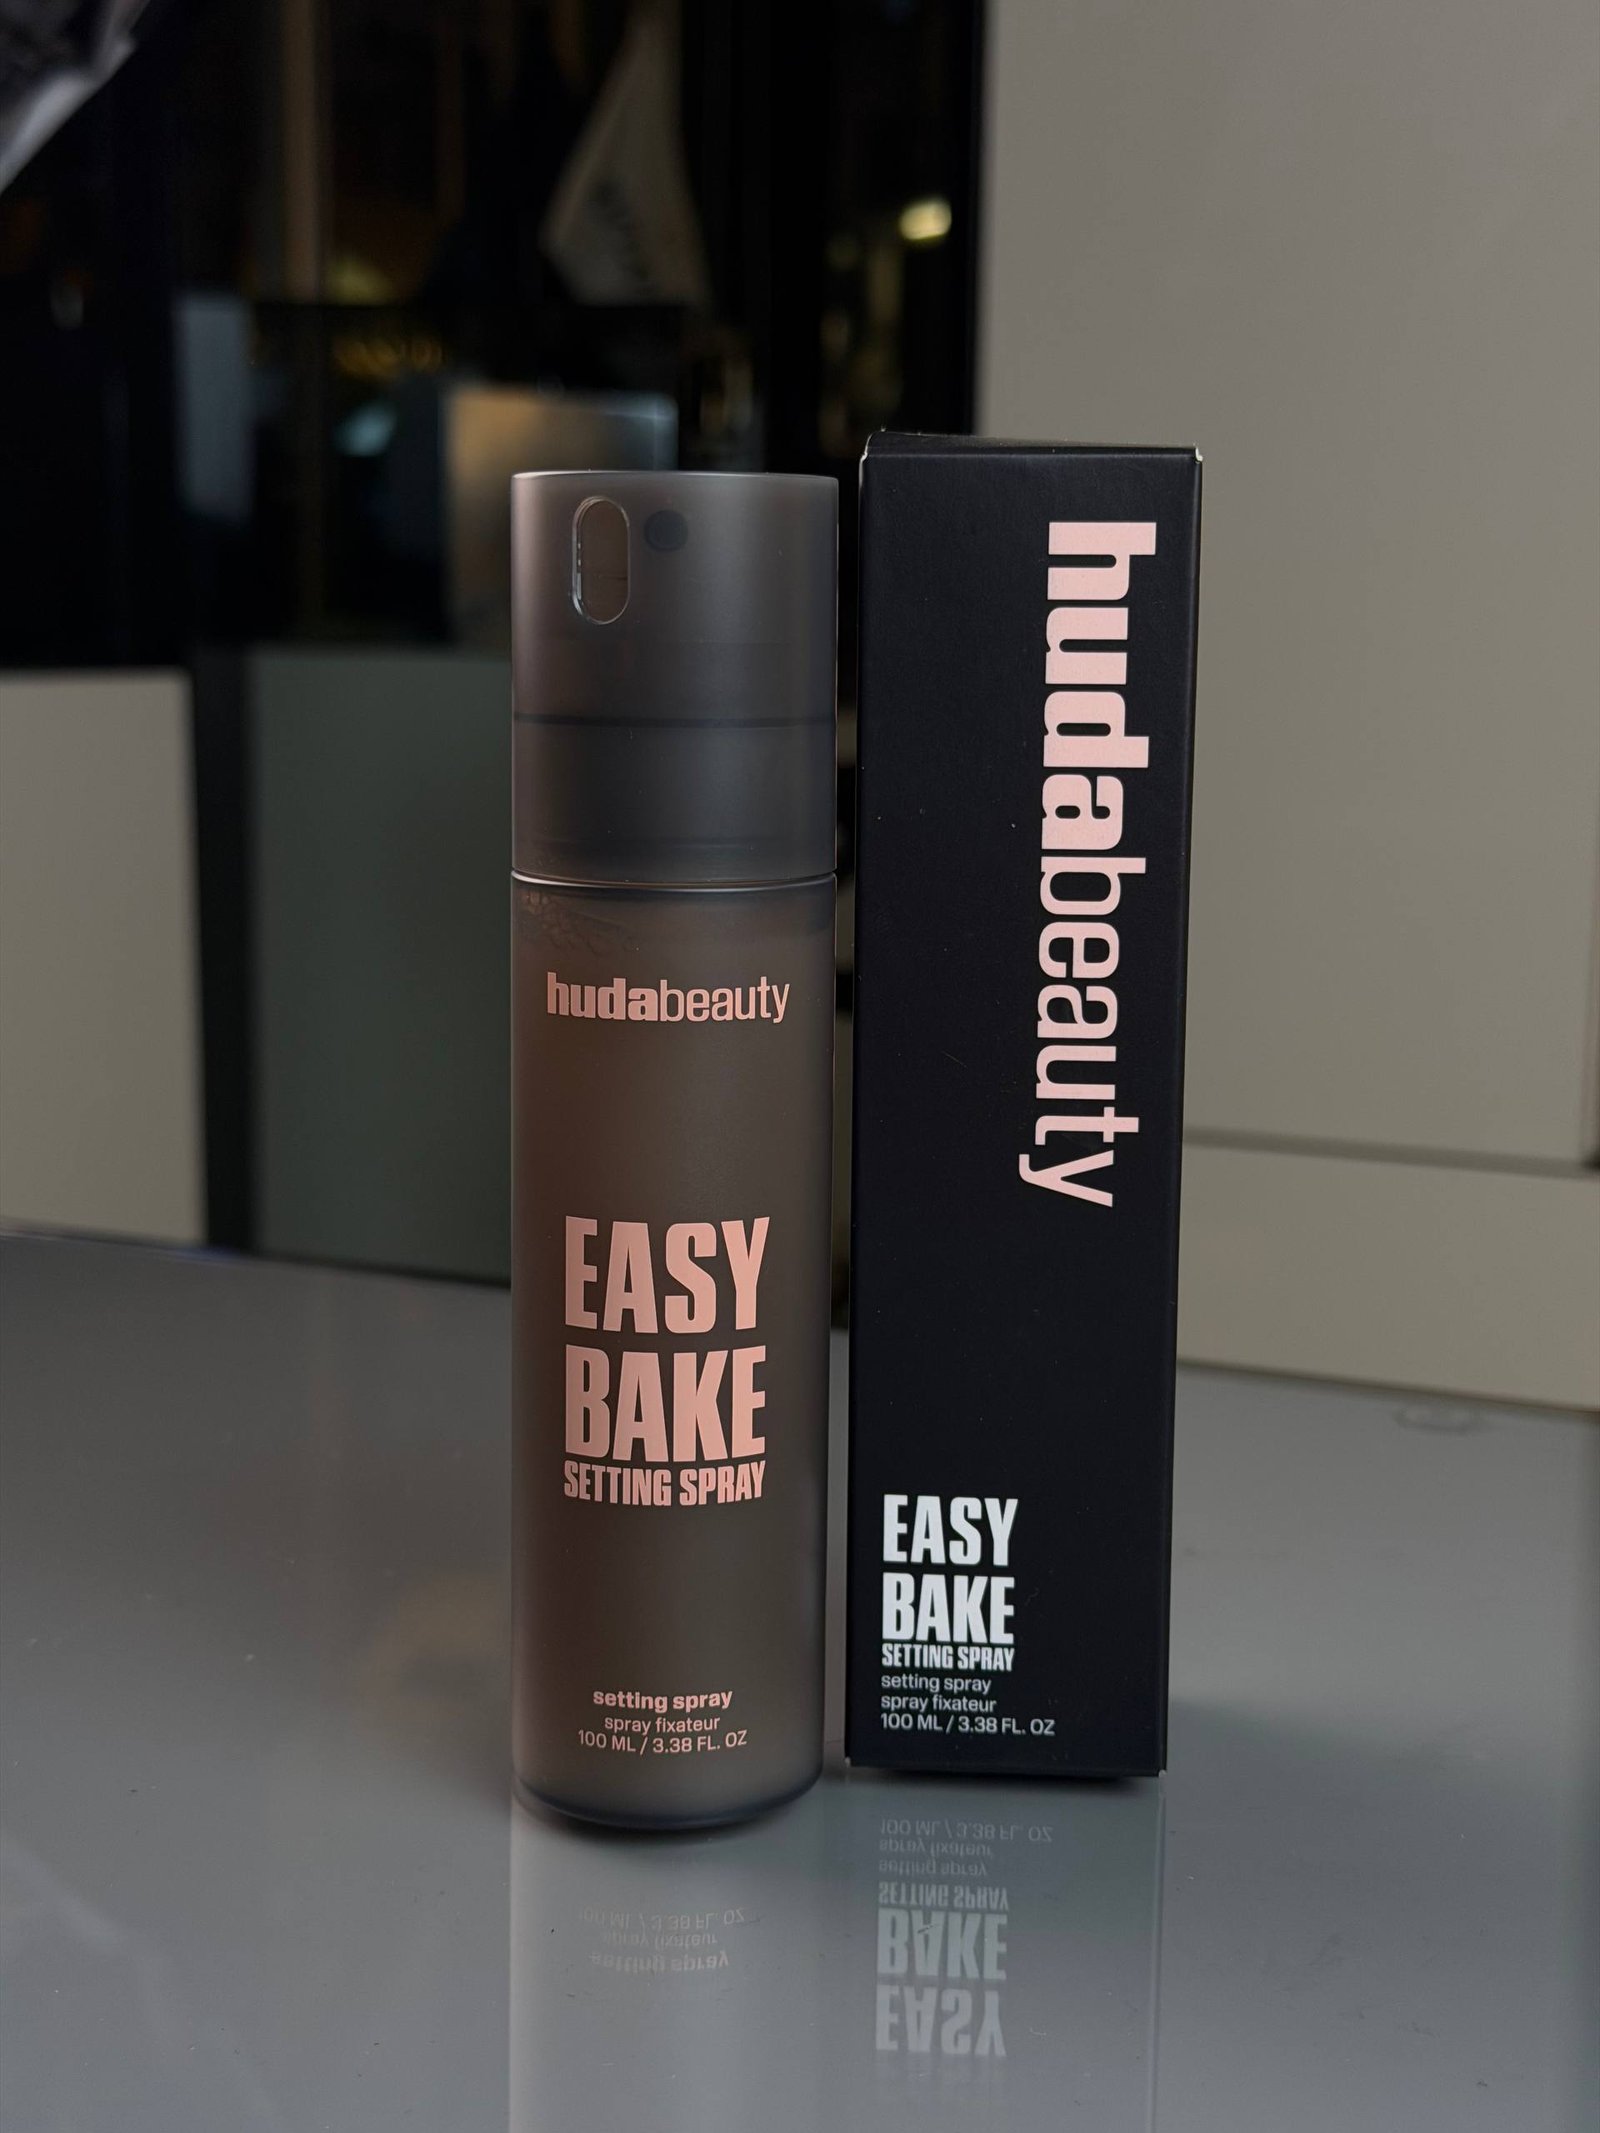 hudabeauty
EASY
BAKE
SETTING SPRAY
setting spray
spray fixateur
100 ML / 3.38 FL. OZ
hudabeauty
EASY
BAKE
SETTING SPRAY
setting spray
spray fixateur
100 ML / 3.38 FL. OZ